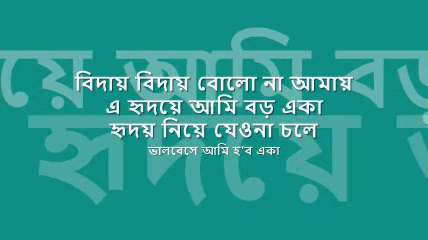 বিদায় বিদায় বোলো না আমায়
এ হৃদয়ে আমি বড় একা
হৃদয় নিয়ে যেওনা চলে
ভালবেসে আমি হ'ব একা